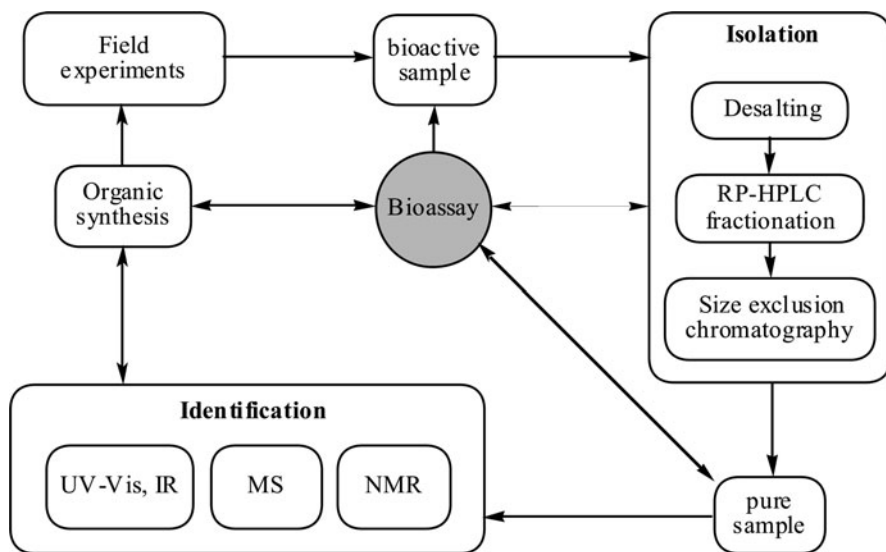 Field
experiments
bioactive
sample
Isolation
Desalting
RP-HPLC
fractionation
Size exclusion
chromatography
Organic
synthesis
Bioassay
Identification
UV-Vis, IR
MS
NMR
pure
sample